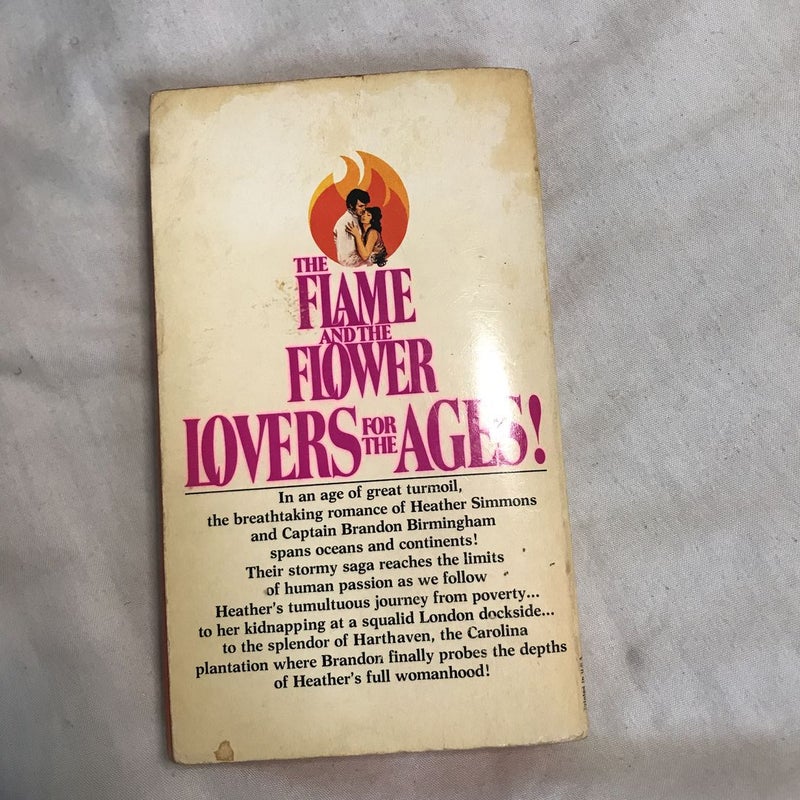 THE
FLAME
AND THE
FLOWER
LOVERS FOR THE AGES!
In an age of great turmoil,
the breathtaking romance of Heather Simmons
and Captain Brandon Birmingham
spans oceans and continents!
Their stormy saga reaches the limits
of human passion as we follow
Heather's tumultuous journey from poverty...
to her kidnapping at a squalid London dockside...
to the splendor of Harthaven, the Carolina
plantation where Brandon finally probes the depths
of Heather's full womanhood!
Printed in U.S.A.